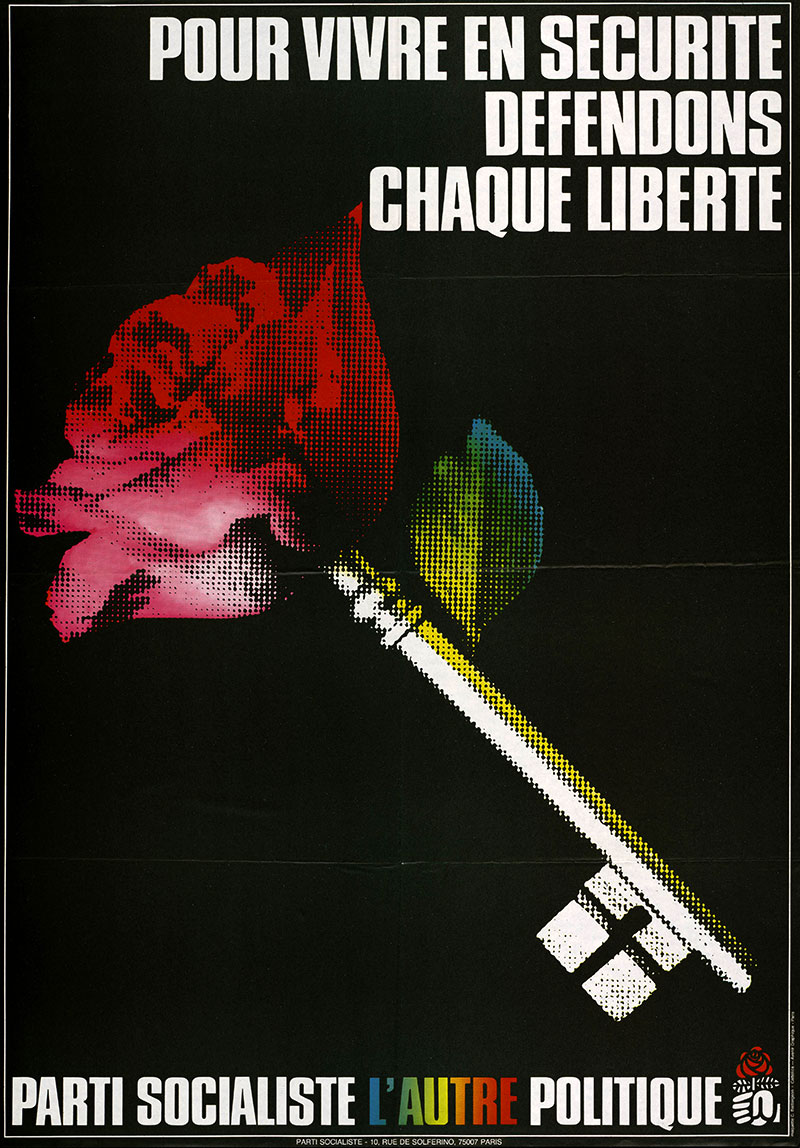 POUR VIVRE EN SECURITE
DEFENDONS
CHAQUE LIBERTE
PARTI SOCIALISTE L'AUTRE POLITIQUE
PARTI SOCIALISTE - 10, RUE DE SOLFERINO, 75007 PARIS